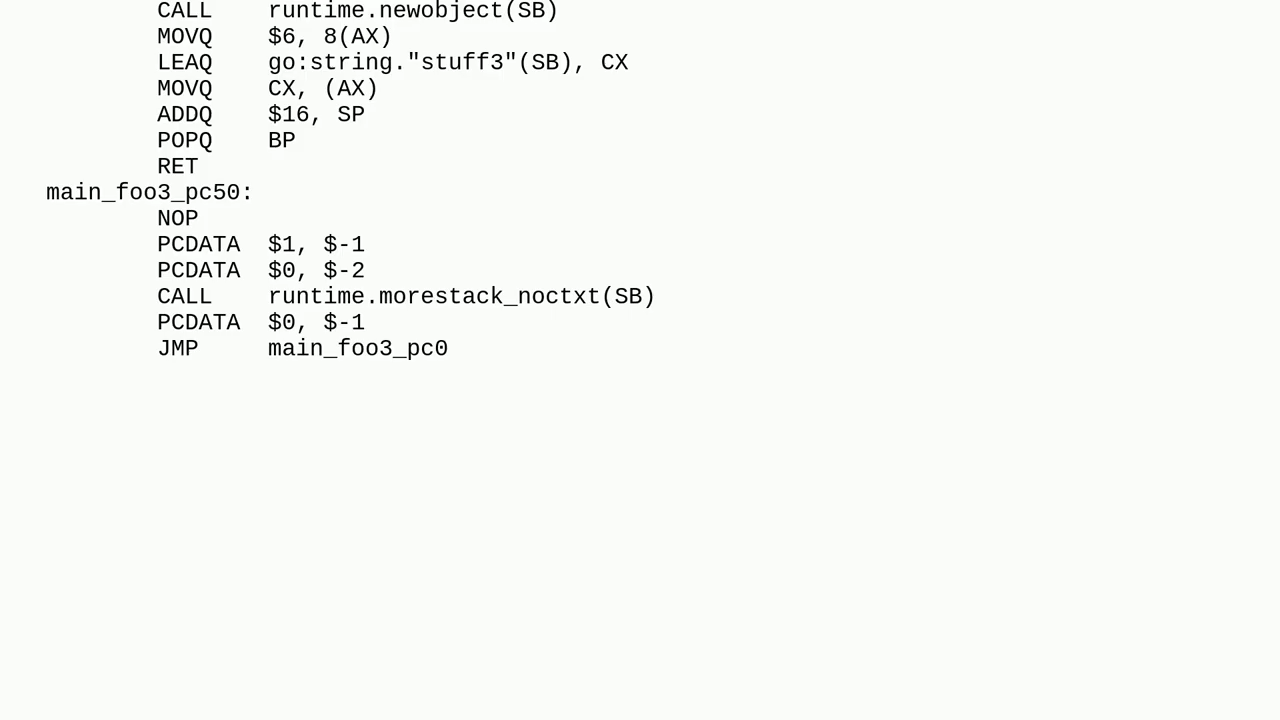 CALL    runtime.newobject(SB)
MOVQ    $6, 8(AX)
LEAQ    go:string."stuff3"(SB), CX
MOVQ    CX, (AX)
ADDQ    $16, SP
POPQ    BP
RET
main_foo3_pc50:
NOP
PCDATA  $1, $-1
PCDATA  $0, $-2
CALL    runtime.morestack_noctxt(SB)
PCDATA  $0, $-1
JMP     main_foo3_pc0